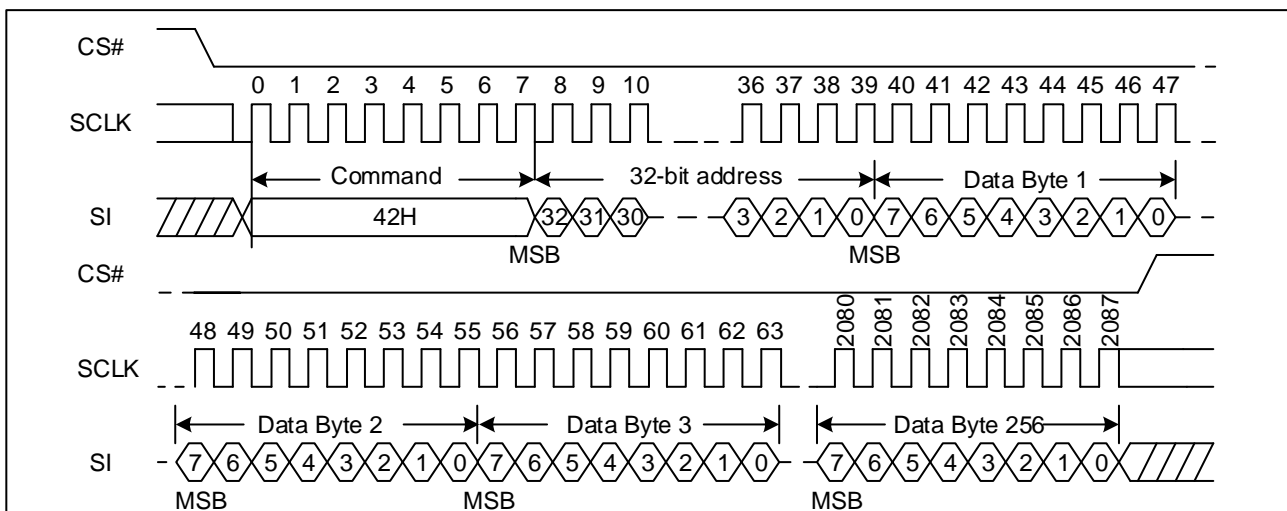 CS#
0 1 2 3 4 5 6 7 8 9 10 36 37 38 39 40 41 42 43 44 45 46 47
SCLK
Command 32-bit address Data Byte 1
SI 42H 32 31 30 3 2 1 0 7 6 5 4 3 2 1 0
MSB MSB
CS#
48 49 50 51 52 53 54 55 56 57 58 59 60 61 62 63 2080 2081 2082 2083 2084 2085 2086 2087
SCLK
Data Byte 2 Data Byte 3 Data Byte 256
SI 7 6 5 4 3 2 1 0 7 6 5 4 3 2 1 0 7 6 5 4 3 2 1 0
MSB MSB MSB